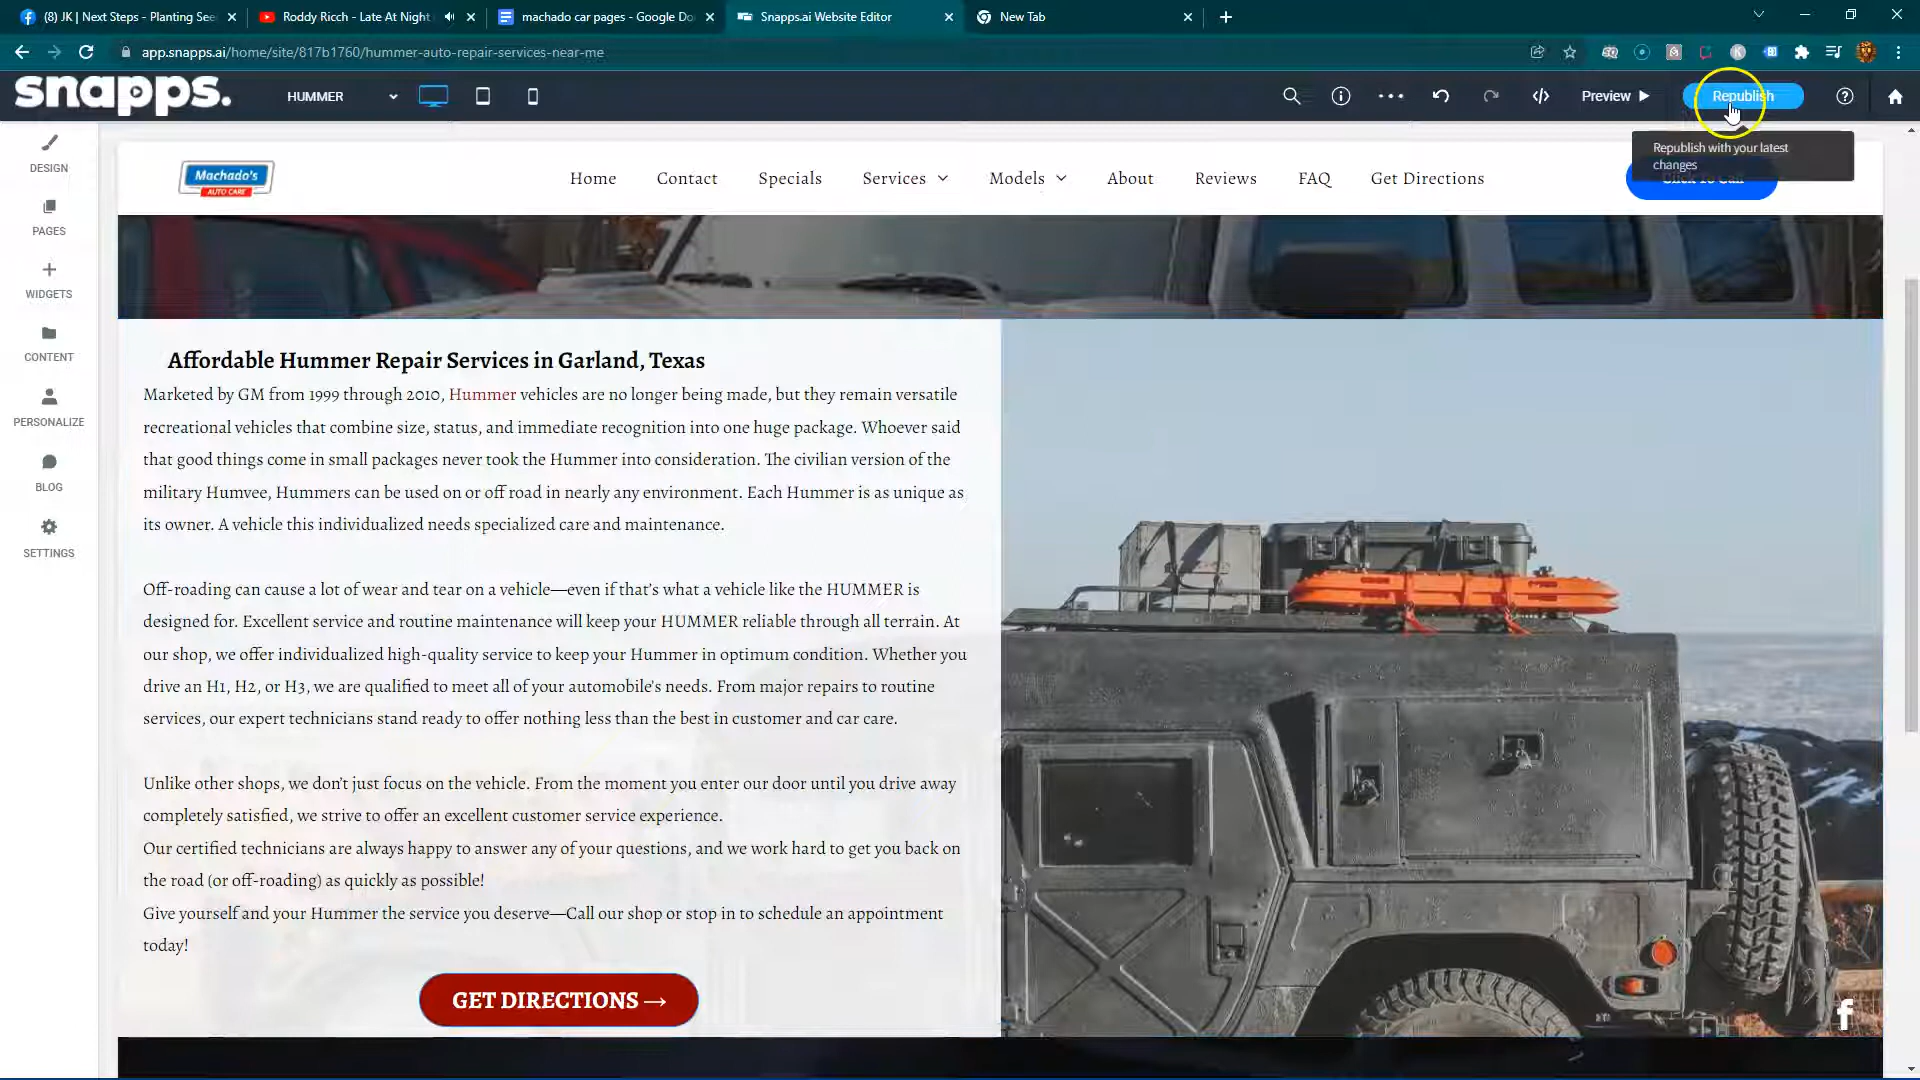 (8) JK | Next Steps - Planting See
Roddy Ricch - Late At Night
machado car pages - Google Do
Snapps.ai Website Editor
New Tab
app.snapps.ai/home/site/817b1760/hummer-auto-repair-services-near-me
snapps.
HUMMER
Preview
Republish
Republish with your latest
changes
DESIGN
PAGES
WIDGETS
CONTENT
PERSONALIZE
BLOG
SETTINGS
Machado's
AUTO CARE
Home
Contact
Specials
Services
Models
About
Reviews
FAQ
Get Directions
Click To Call
Affordable Hummer Repair Services in Garland, Texas
Marketed by GM from 1999 through 2010, Hummer vehicles are no longer being made, but they remain versatile
recreational vehicles that combine size, status, and immediate recognition into one huge package. Whoever said
that good things come in small packages never took the Hummer into consideration. The civilian version of the
military Humvee, Hummers can be used on or off road in nearly any environment. Each Hummer is as unique as
its owner. A vehicle this individualized needs specialized care and maintenance.
Off-roading can cause a lot of wear and tear on a vehicle—even if that's what a vehicle like the HUMMER is
designed for. Excellent service and routine maintenance will keep your HUMMER reliable through all terrain. At
our shop, we offer individualized high-quality service to keep your Hummer in optimum condition. Whether you
drive an H1, H2, or H3, we are qualified to meet all of your automobile's needs. From major repairs to routine
services, our expert technicians stand ready to offer nothing less than the best in customer and car care.
Unlike other shops, we don't just focus on the vehicle. From the moment you enter our door until you drive away
completely satisfied, we strive to offer an excellent customer service experience.
Our certified technicians are always happy to answer any of your questions, and we work hard to get you back on
the road (or off-roading) as quickly as possible!
Give yourself and your Hummer the service you deserve—Call our shop or stop in to schedule an appointment
today!
GET DIRECTIONS →